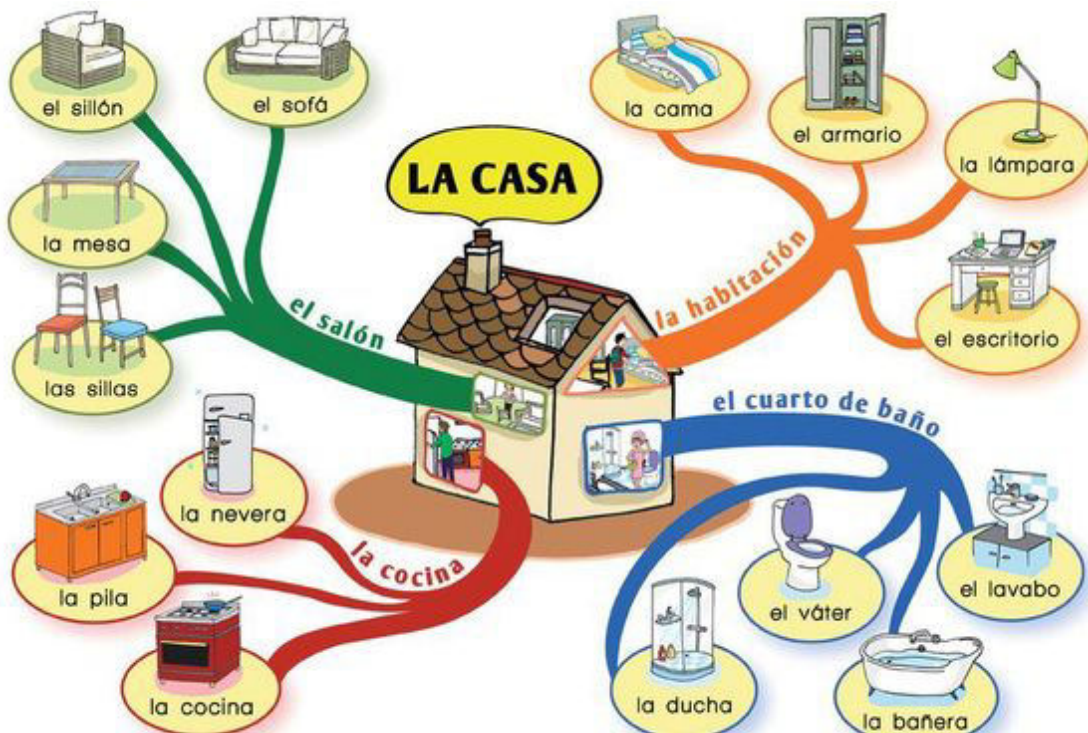 LA CASA
el salón
el sillón
el sofá
la mesa
las sillas
la habitación
la cama
el armario
la lámpara
el escritorio
la cocina
la nevera
la pila
la cocina
el cuarto de baño
el lavabo
el váter
la bañera
la ducha